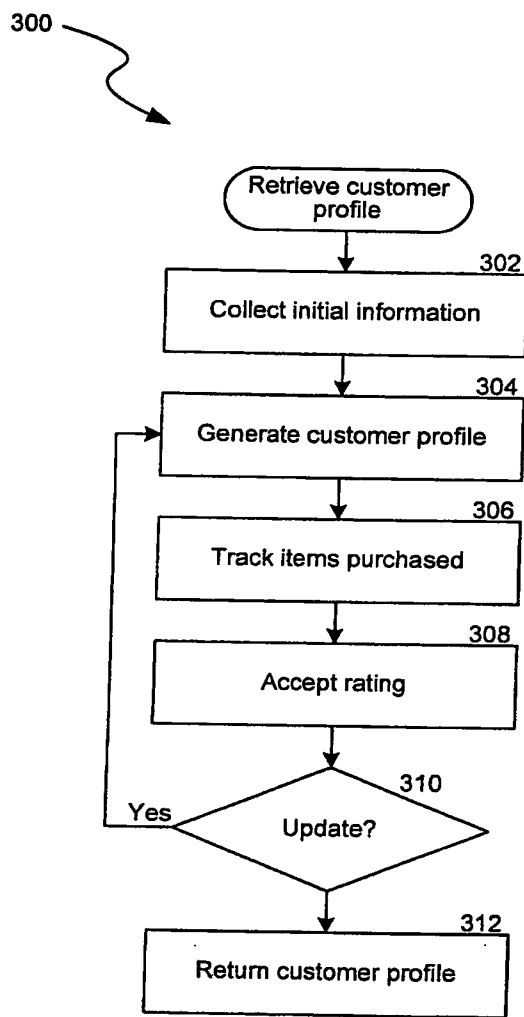 300
Retrieve customer
profile
302
Collect initial information
304
Generate customer profile
306
Track items purchased
308
Accept rating
310
Yes
Update?
312
Return customer profile